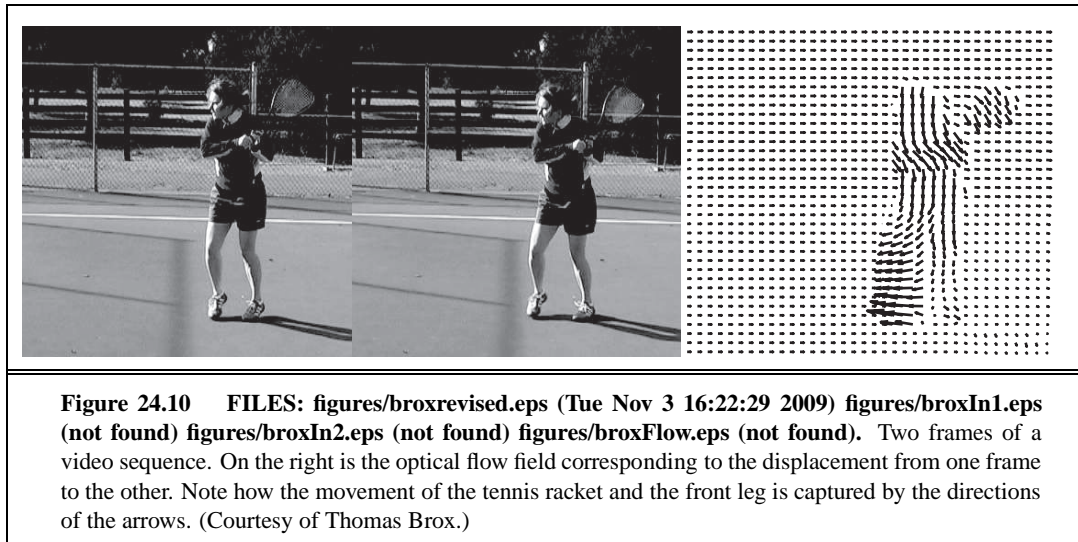 Figure 24.10 FILES: figures/broxrevised.eps (Tue Nov 3 16:22:29 2009) figures/broxIn1.eps
(not found) figures/broxIn2.eps (not found) figures/broxFlow.eps (not found). Two frames of a
video sequence. On the right is the optical flow field corresponding to the displacement from one frame
to the other. Note how the movement of the tennis racket and the front leg is captured by the directions
of the arrows. (Courtesy of Thomas Brox.)